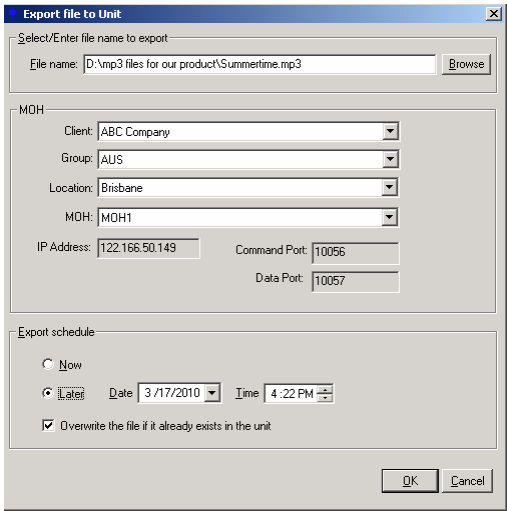 Export file to Unit
Select/Enter file name to export
File name: D:\mp3 files for our product\Summertime.mp3 Browse
MOH
Client: ABC Company
Group: AUS
Location: Brisbane
MOH: MOH1
IP Address: 122.166.50.149 Command Port: 10056
Data Port: 10057
Export schedule
Now
Later Date 3 /17/2010 Time 4 :22 PM
Overwrite the file if it already exists in the unit
OK Cancel